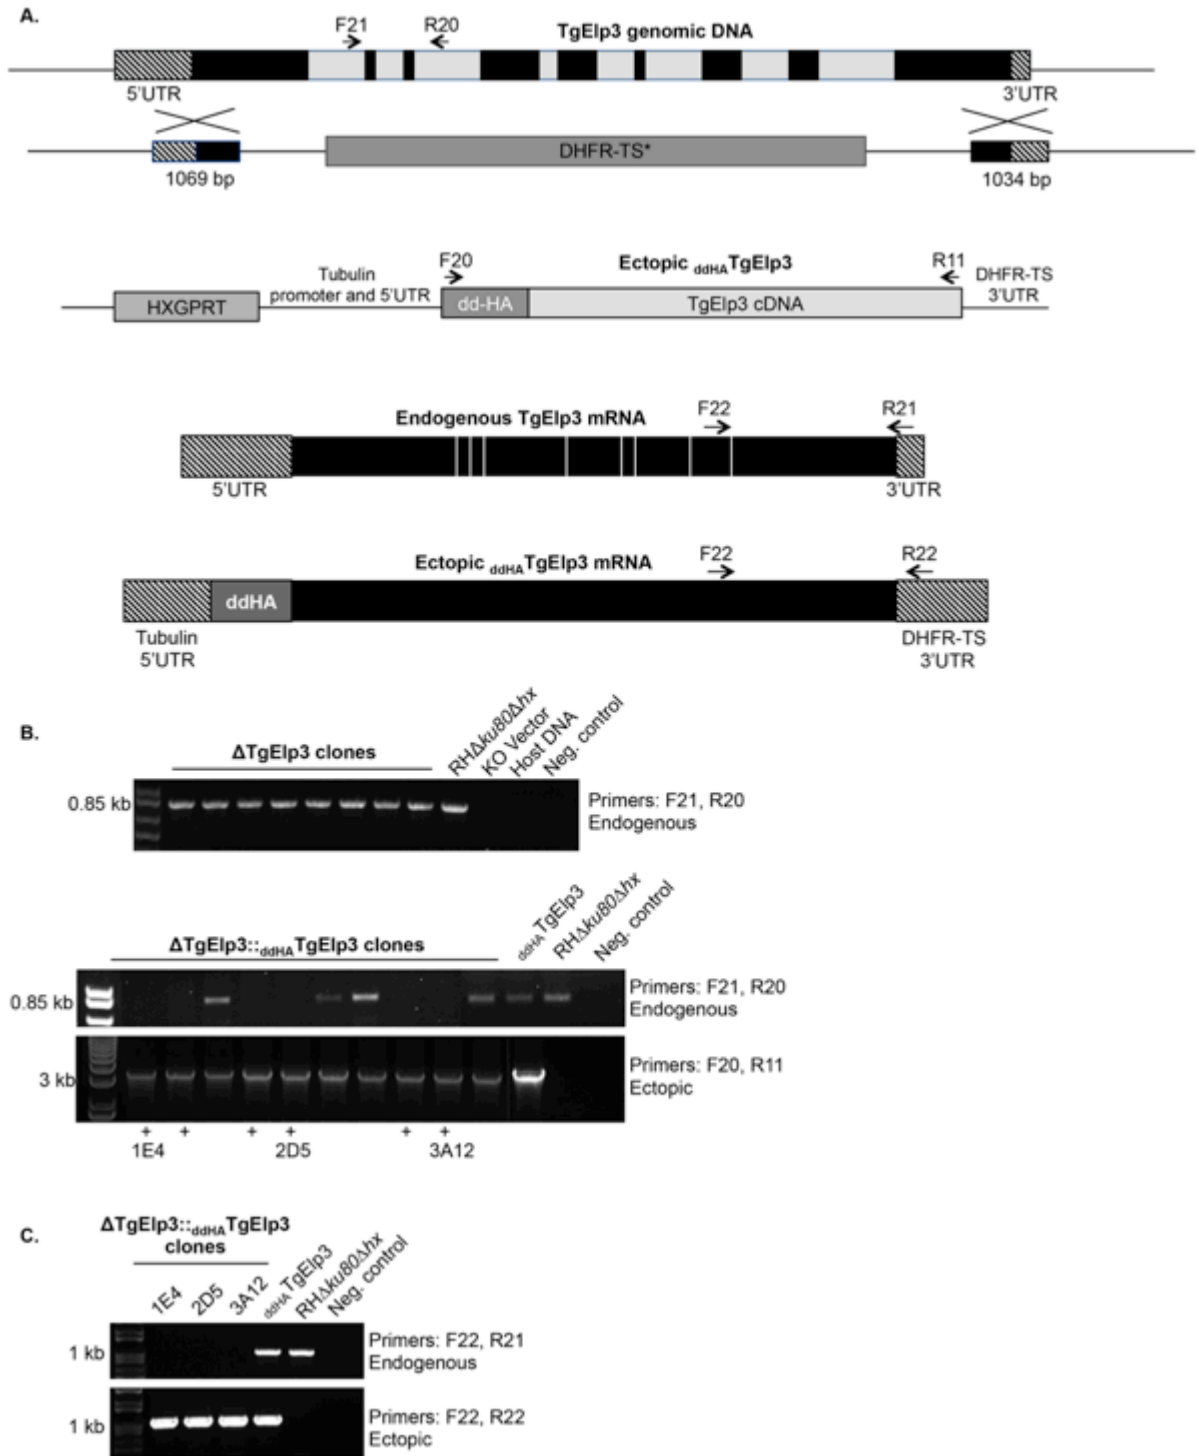 A.
F21 R20
TgElp3 genomic DNA
5'UTR 3'UTR
DHFR-TS*
1069 bp 1034 bp
F20 Ectopic ddHATgElp3 R11
Tubulin promoter and 5'UTR
DHFR-TS 3'UTR
HXGPRT dd-HA TgElp3 cDNA
Endogenous TgElp3 mRNA F22 R21
5'UTR 3'UTR
Ectopic ddHATgElp3 mRNA F22 R22
ddHA
Tubulin 5'UTR
DHFR-TS 3'UTR
B.
ΔTgElp3 clones
RHΔku80Δhx
KO Vector
Host DNA
Neg. control
0.85 kb
Primers: F21, R20
Endogenous
ΔTgElp3::ddHATgElp3 clones
ddHATgElp3
RHΔku80Δhx
Neg. control
0.85 kb
Primers: F21, R20
Endogenous
3 kb
Primers: F20, R11
Ectopic
+ + + + + +
1E4 2D5 3A12
C.
ΔTgElp3::ddHATgElp3
clones
1E4
2D5
3A12
ddHATgElp3
RHΔku80Δhx
Neg. control
1 kb
Primers: F22, R21
Endogenous
1 kb
Primers: F22, R22
Ectopic